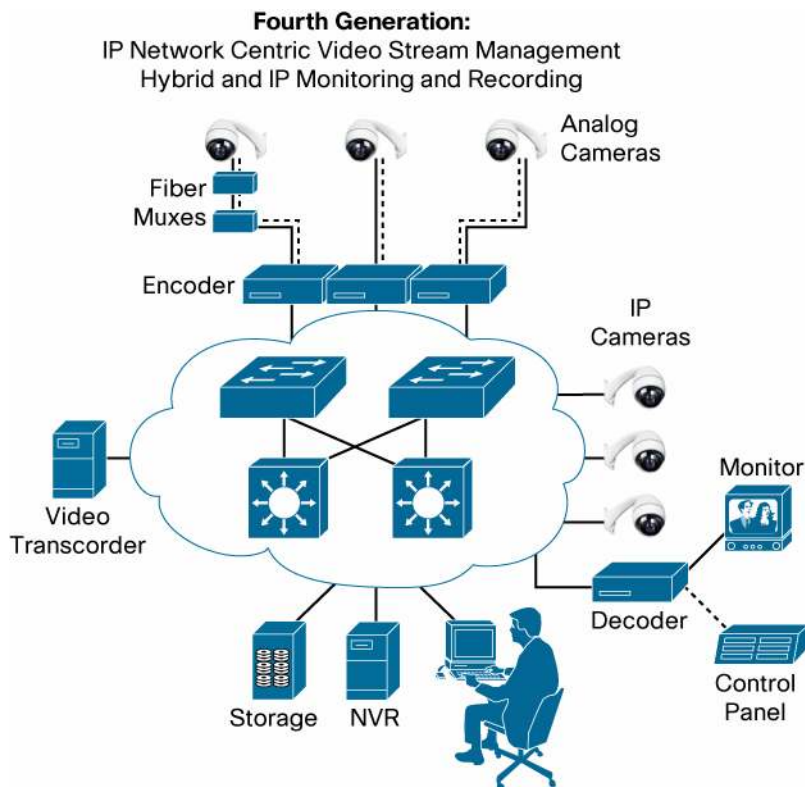 Fourth Generation:
IP Network Centric Video Stream Management
Hybrid and IP Monitoring and Recording
Analog
Cameras
Fiber
Muxes
Encoder
IP
Cameras
Monitor
Video
Transcorder
Decoder
Storage
NVR
Control
Panel